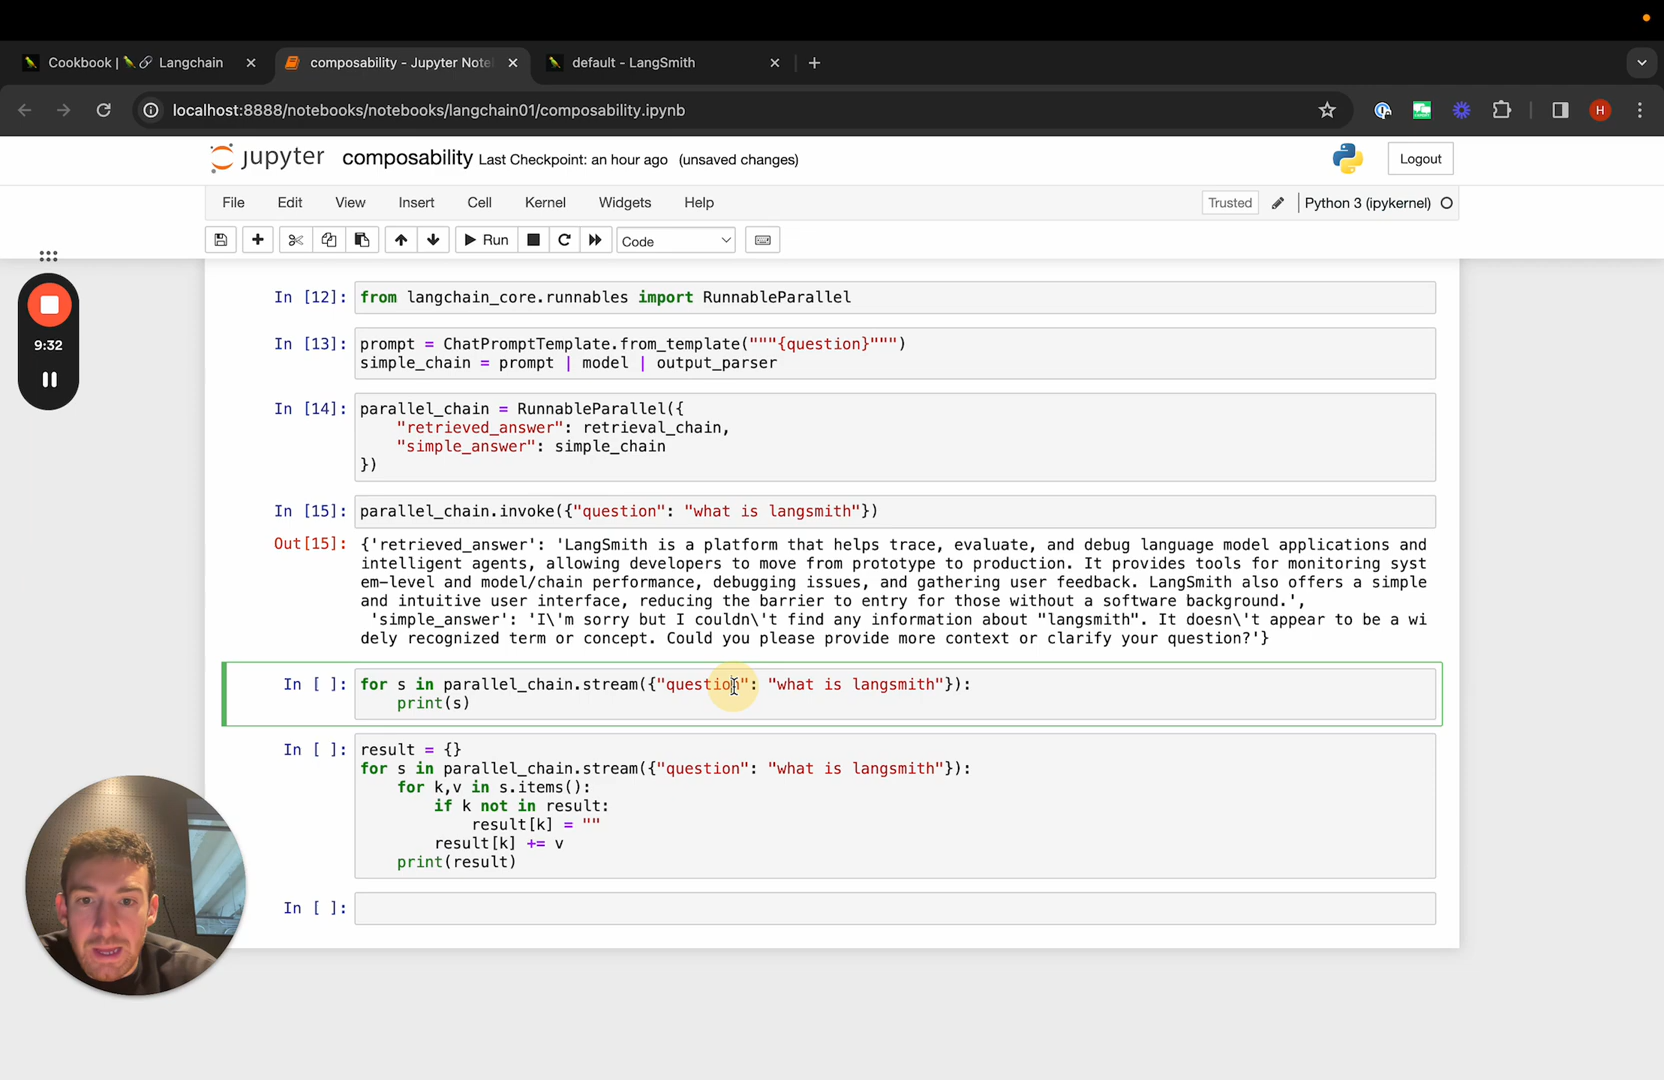 Cookbook | Langchain
composability - Jupyter Note
default - LangSmith
localhost:8888/notebooks/notebooks/langchain01/composability.ipynb
H
jupyter composability Last Checkpoint: an hour ago (unsaved changes)
Logout
File Edit View Insert Cell Kernel Widgets Help
Trusted Python 3 (ipykernel)
Run Code
9:32
In [12]: from langchain_core.runnables import RunnableParallel
In [13]: prompt = ChatPromptTemplate.from_template("""{question}""")
simple_chain = prompt | model | output_parser
In [14]: parallel_chain = RunnableParallel({
"retrieved_answer": retrieval_chain,
"simple_answer": simple_chain
})
In [15]: parallel_chain.invoke({"question": "what is langsmith"})
Out[15]: {'retrieved_answer': 'LangSmith is a platform that helps trace, evaluate, and debug language model applications and
intelligent agents, allowing developers to move from prototype to production. It provides tools for monitoring syst
em-level and model/chain performance, debugging issues, and gathering user feedback. LangSmith also offers a simple
and intuitive user interface, reducing the barrier to entry for those without a software background.',
'simple_answer': 'I\'m sorry but I couldn\'t find any information about "langsmith". It doesn\'t appear to be a wi
dely recognized term or concept. Could you please provide more context or clarify your question?'}
In [ ]: for s in parallel_chain.stream({"question": "what is langsmith"}):
print(s)
In [ ]: result = {}
for s in parallel_chain.stream({"question": "what is langsmith"}):
for k,v in s.items():
if k not in result:
result[k] = ""
result[k] += v
print(result)
In [ ]: